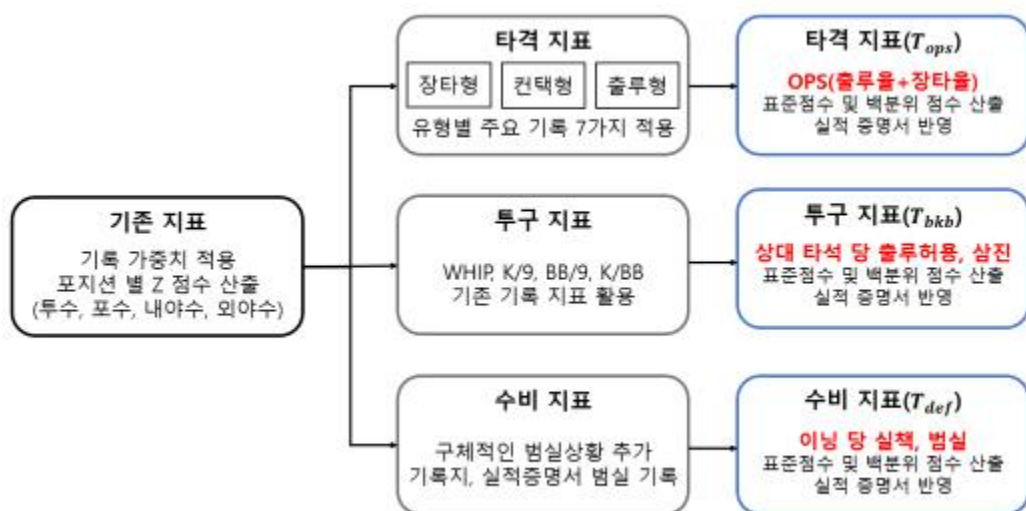 기존 지표
기록 가중치 적용
포지션 별 Z 점수 산출
(투수, 포수, 내야수, 외야수)
타격 지표
장타형
컨택형
출루형
유형별 주요 기록 7가지 적용
투구 지표
WHIP, K/9, BB/9, K/BB
기존 기록 지표 활용
수비 지표
구체적인 범실상황 추가
기록지, 실적증명서 범실 기록
타격 지표(T_ops)
OPS(출루율+장타율)
표준점수 및 백분위 점수 산출
실적 증명서 반영
투구 지표(T_bkb)
상대 타석 당 출루허용, 삼진
표준점수 및 백분위 점수 산출
실적 증명서 반영
수비 지표(T_def)
이닝 당 실책, 범실
표준점수 및 백분위 점수 산출
실적 증명서 반영